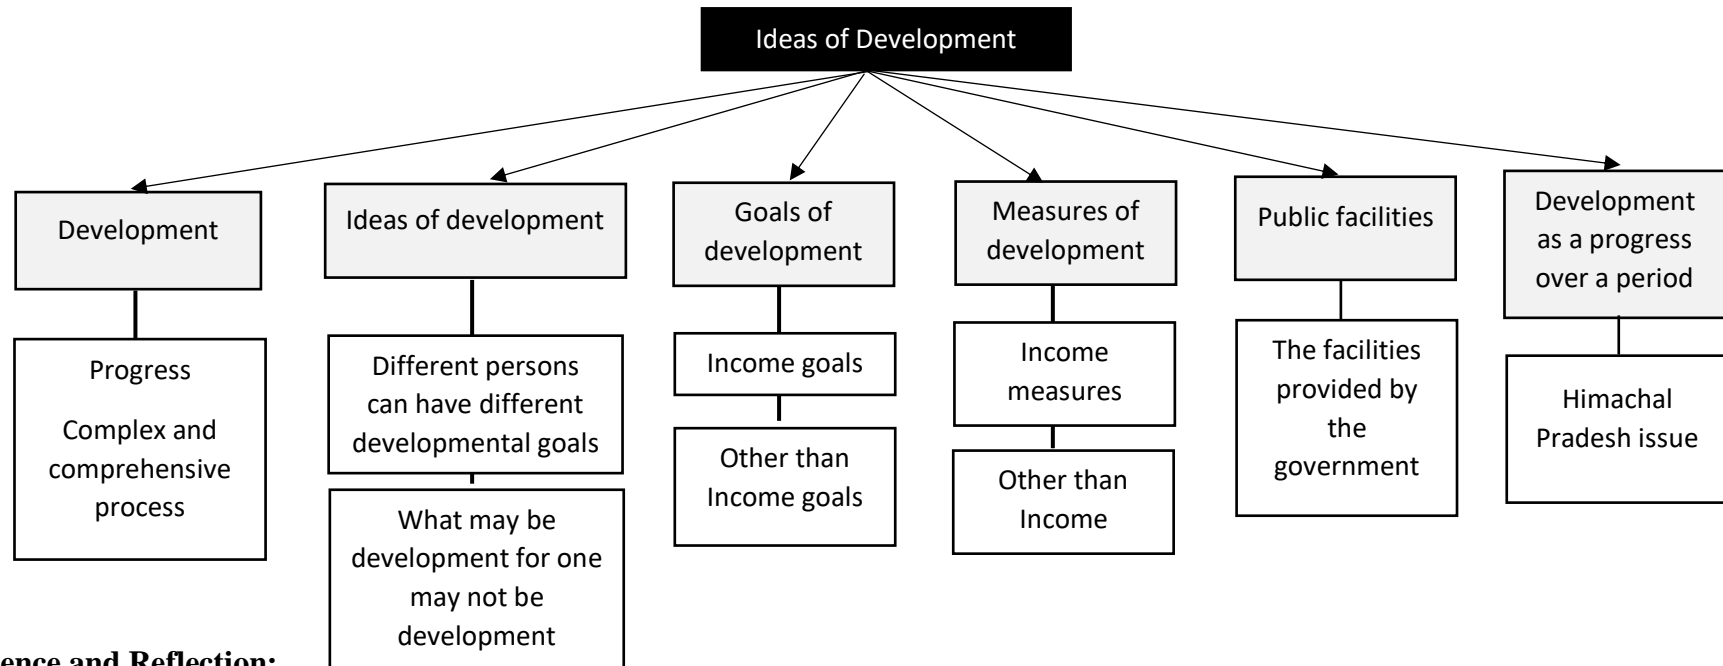 Ideas of Development
Development
Progress
Complex and
comprehensive
process
Ideas of development
Different persons
can have different
developmental goals
What may be
development for one
may not be
development
Goals of
development
Income goals
Other than
Income goals
Measures of
development
Income
measures
Other than
Income
Public facilities
The facilities
provided by
the
government
Development
as a progress
over a period
Himachal
Pradesh issue
and Reflection: